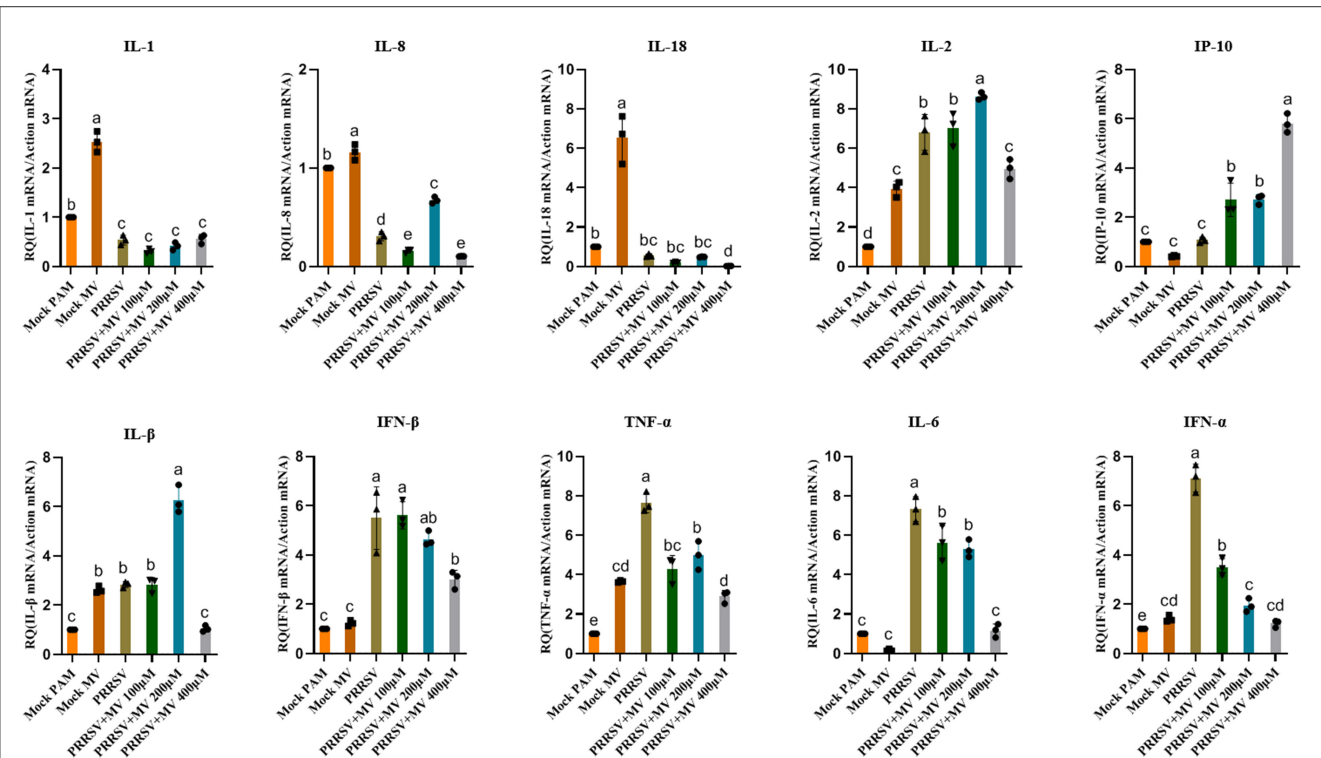 IL-1
RQ(IL-1 mRNA/Action mRNA)
4
3
2
1
0
b
a
c
c
c
c
Mock PAM
Mock MV
PRRSV
PRRSV+MV 100μM
PRRSV+MV 200μM
PRRSV+MV 400μM
IL-8
RQ(IL-8 mRNA/Action mRNA)
2
1
0
b
a
d
e
c
e
Mock PAM
Mock MV
PRRSV
PRRSV+MV 100μM
PRRSV+MV 200μM
PRRSV+MV 400μM
IL-18
RQ(IL-18 mRNA/Action mRNA)
10
8
6
4
2
0
b
a
bc
bc
bc
d
Mock PAM
Mock MV
PRRSV
PRRSV+MV 100μM
PRRSV+MV 200μM
PRRSV+MV 400μM
IL-2
RQ(IL-2 mRNA/Action mRNA)
10
8
6
4
2
0
d
c
b
b
a
c
Mock PAM
Mock MV
PRRSV
PRRSV+MV 100μM
PRRSV+MV 200μM
PRRSV+MV 400μM
IP-10
RQ(IP-10 mRNA/Action mRNA)
8
6
4
2
0
c
c
c
b
b
a
Mock PAM
Mock MV
PRRSV
PRRSV+MV 100μM
PRRSV+MV 200μM
PRRSV+MV 400μM
IL-β
RQ(IL-β mRNA/Action mRNA)
8
6
4
2
0
c
b
b
b
a
c
Mock PAM
Mock MV
PRRSV
PRRSV+MV 100μM
PRRSV+MV 200μM
PRRSV+MV 400μM
IFN-β
RQ(IFN-β mRNA/Action mRNA)
8
6
4
2
0
c
c
a
a
ab
b
Mock PAM
Mock MV
PRRSV
PRRSV+MV 100μM
PRRSV+MV 200μM
PRRSV+MV 400μM
TNF-α
RQ(TNF-α mRNA/Action mRNA)
10
8
6
4
2
0
e
cd
a
bc
b
d
Mock PAM
Mock MV
PRRSV
PRRSV+MV 100μM
PRRSV+MV 200μM
PRRSV+MV 400μM
IL-6
RQ(IL-6 mRNA/Action mRNA)
10
8
6
4
2
0
c
c
a
b
b
c
Mock PAM
Mock MV
PRRSV
PRRSV+MV 100μM
PRRSV+MV 200μM
PRRSV+MV 400μM
IFN-α
RQ(IFN-α mRNA/Action mRNA)
8
6
4
2
0
e
cd
a
b
c
cd
Mock PAM
Mock MV
PRRSV
PRRSV+MV 100μM
PRRSV+MV 200μM
PRRSV+MV 400μM